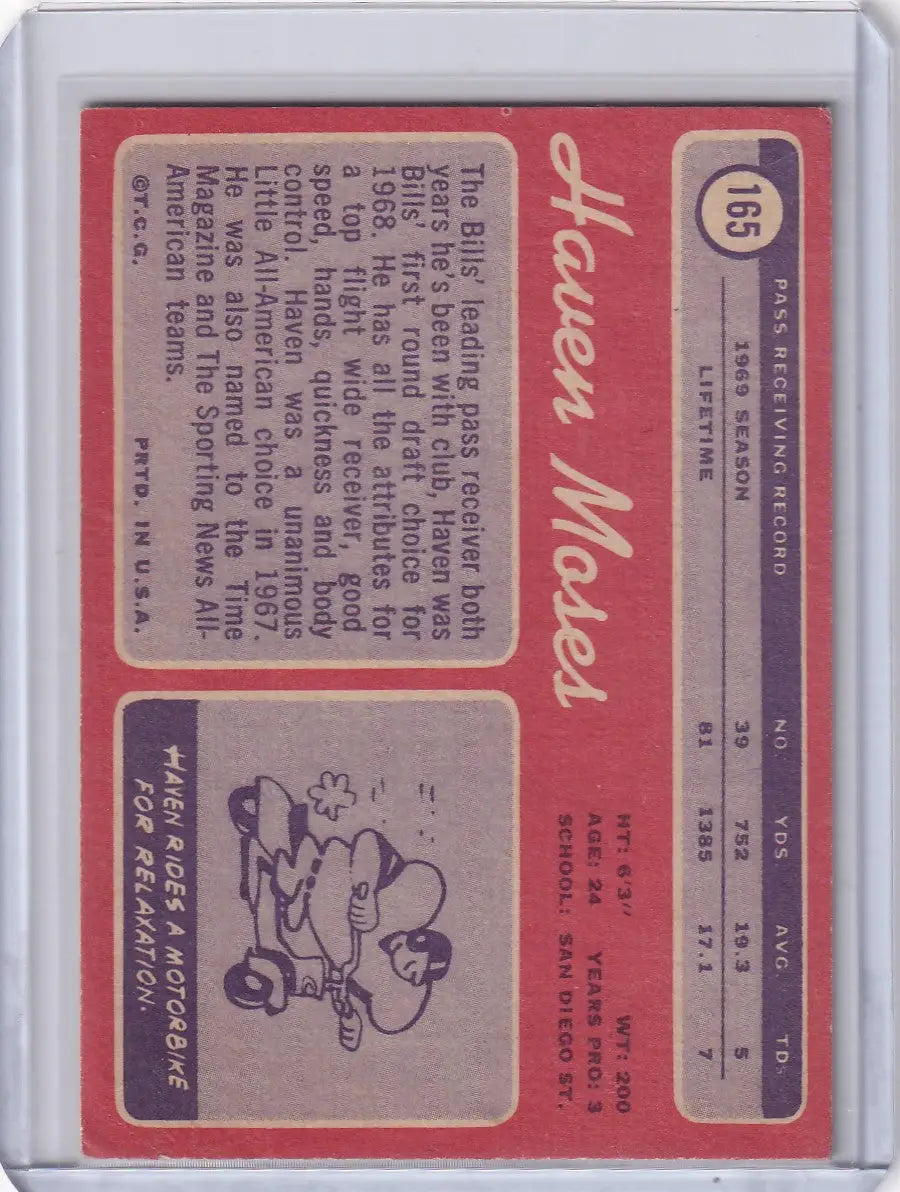 165
PASS RECEIVING RECORD NO. YDS. AVG. TDs
1969 SEASON 39 752 19.3 5
LIFETIME 81 1385 17.1 7
Haven Moses
HT: 6'3" WT: 200
AGE: 24 YEARS PRO: 3
SCHOOL: SAN DIEGO ST.
The Bills' leading pass receiver both
years he's been with club, Haven was
Bills' first round draft choice for
1968. He has all the attributes for
a top flight wide receiver, good
speed, hands, quickness and body
control. Haven was a unanimous
Little All-American choice in 1967.
He was also named to the Time
Magazine and The Sporting News All-
American teams.
©T.C.G. PRTD. IN U.S.A.
HAVEN RIDES A MOTORBIKE
FOR RELAXATION.